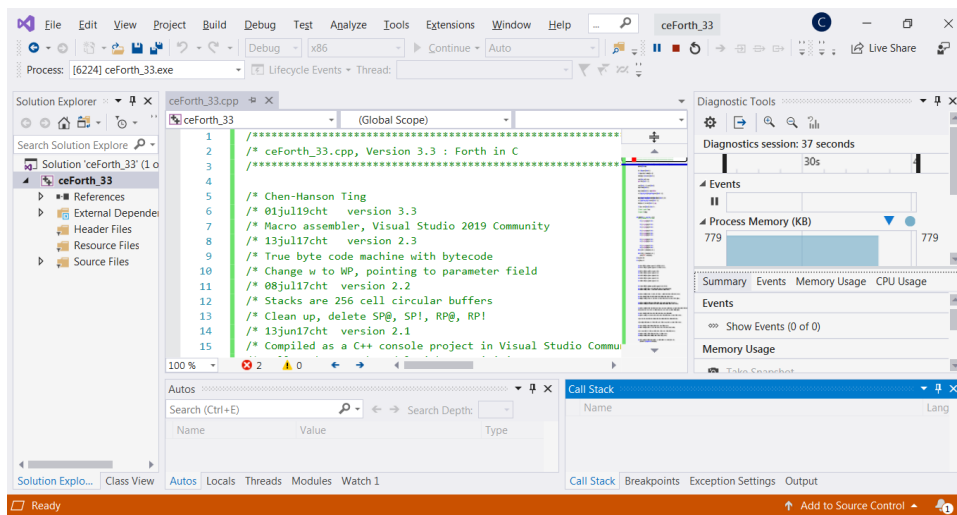 File Edit View Project Build Debug Test Analyze Tools Extensions Window Help ... ceForth_33 C
Debug x86 Continue Auto Live Share
Process: [6224] ceForth_33.exe Lifecycle Events Thread:
Solution Explorer
Search Solution Explore
Solution 'ceForth_33' (1 o
ceForth_33
References
External Depende
Header Files
Resource Files
Source Files
Solution Explo... Class View
ceForth_33.cpp
ceForth_33 (Global Scope)
1 /**********************************************
2 /* ceForth_33.cpp, Version 3.3 : Forth in C
3 /**********************************************
4
5 /* Chen-Hanson Ting
6 /* 01jul19cht version 3.3
7 /* Macro assembler, Visual Studio 2019 Community
8 /* 13jul17cht version 2.3
9 /* True byte code machine with bytecode
10 /* Change w to WP, pointing to parameter field
11 /* 08jul17cht version 2.2
12 /* Stacks are 256 cell circular buffers
13 /* Clean up, delete SP@, SP!, RP@, RP!
14 /* 13jun17cht version 2.1
15 /* Compiled as a C++ console project in Visual Studio Commu
100 % 2 0
Autos
Search (Ctrl+E) Search Depth:
Name Value Type
Autos Locals Threads Modules Watch 1
Diagnostic Tools
Diagnostics session: 37 seconds
30s 4
Events
Process Memory (KB)
779 779
Summary Events Memory Usage CPU Usage
Events
Show Events (0 of 0)
Memory Usage
Take Snapshot
Call Stack
Name Lang
Call Stack Breakpoints Exception Settings Output
Ready Add to Source Control 1